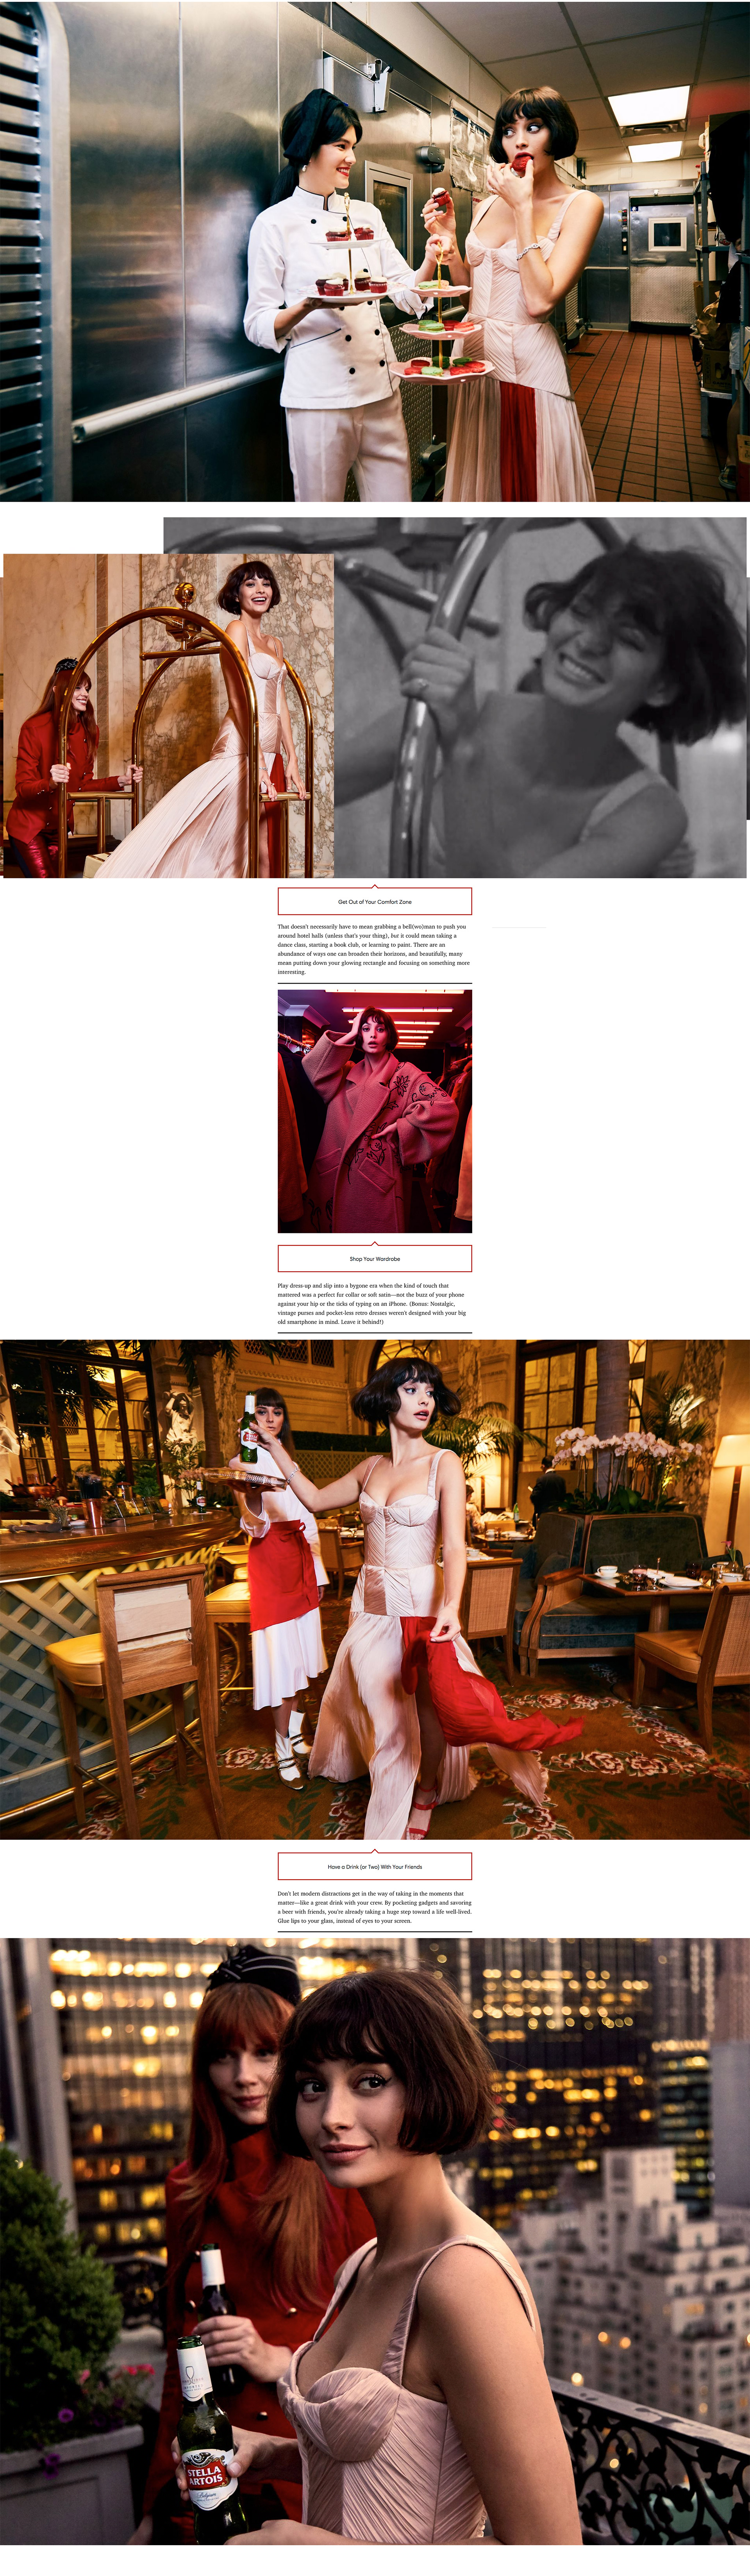 Get Out of Your Comfort Zone
That doesn't necessarily have to mean grabbing a bell(wo)man to push you
around hotel halls (unless that's your thing), but it could mean taking a
dance class, starting a book club, or learning to paint. There are an
abundance of ways one can broaden their horizons, and beautifully, many
mean putting down your glowing rectangle and focusing on something more
interesting.
Shop Your Wardrobe
Play dress-up and slip into a bygone era when the kind of touch that
mattered was a perfect fur collar or soft satin—not the buzz of your phone
against your hip or the ticks of typing on an iPhone. (Bonus: Nostalgic,
vintage purses and pocket-less retro dresses weren't designed with your big
old smartphone in mind. Leave it behind!)
Have a Drink (or Two) With Your Friends
Don't let modern distractions get in the way of taking in the moments that
matter—like a great drink with your crew. By pocketing gadgets and savoring
a beer with friends, you're already taking a huge step toward a life well-lived.
Glue lips to your glass, instead of eyes to your screen.
STELLA
ARTOIS